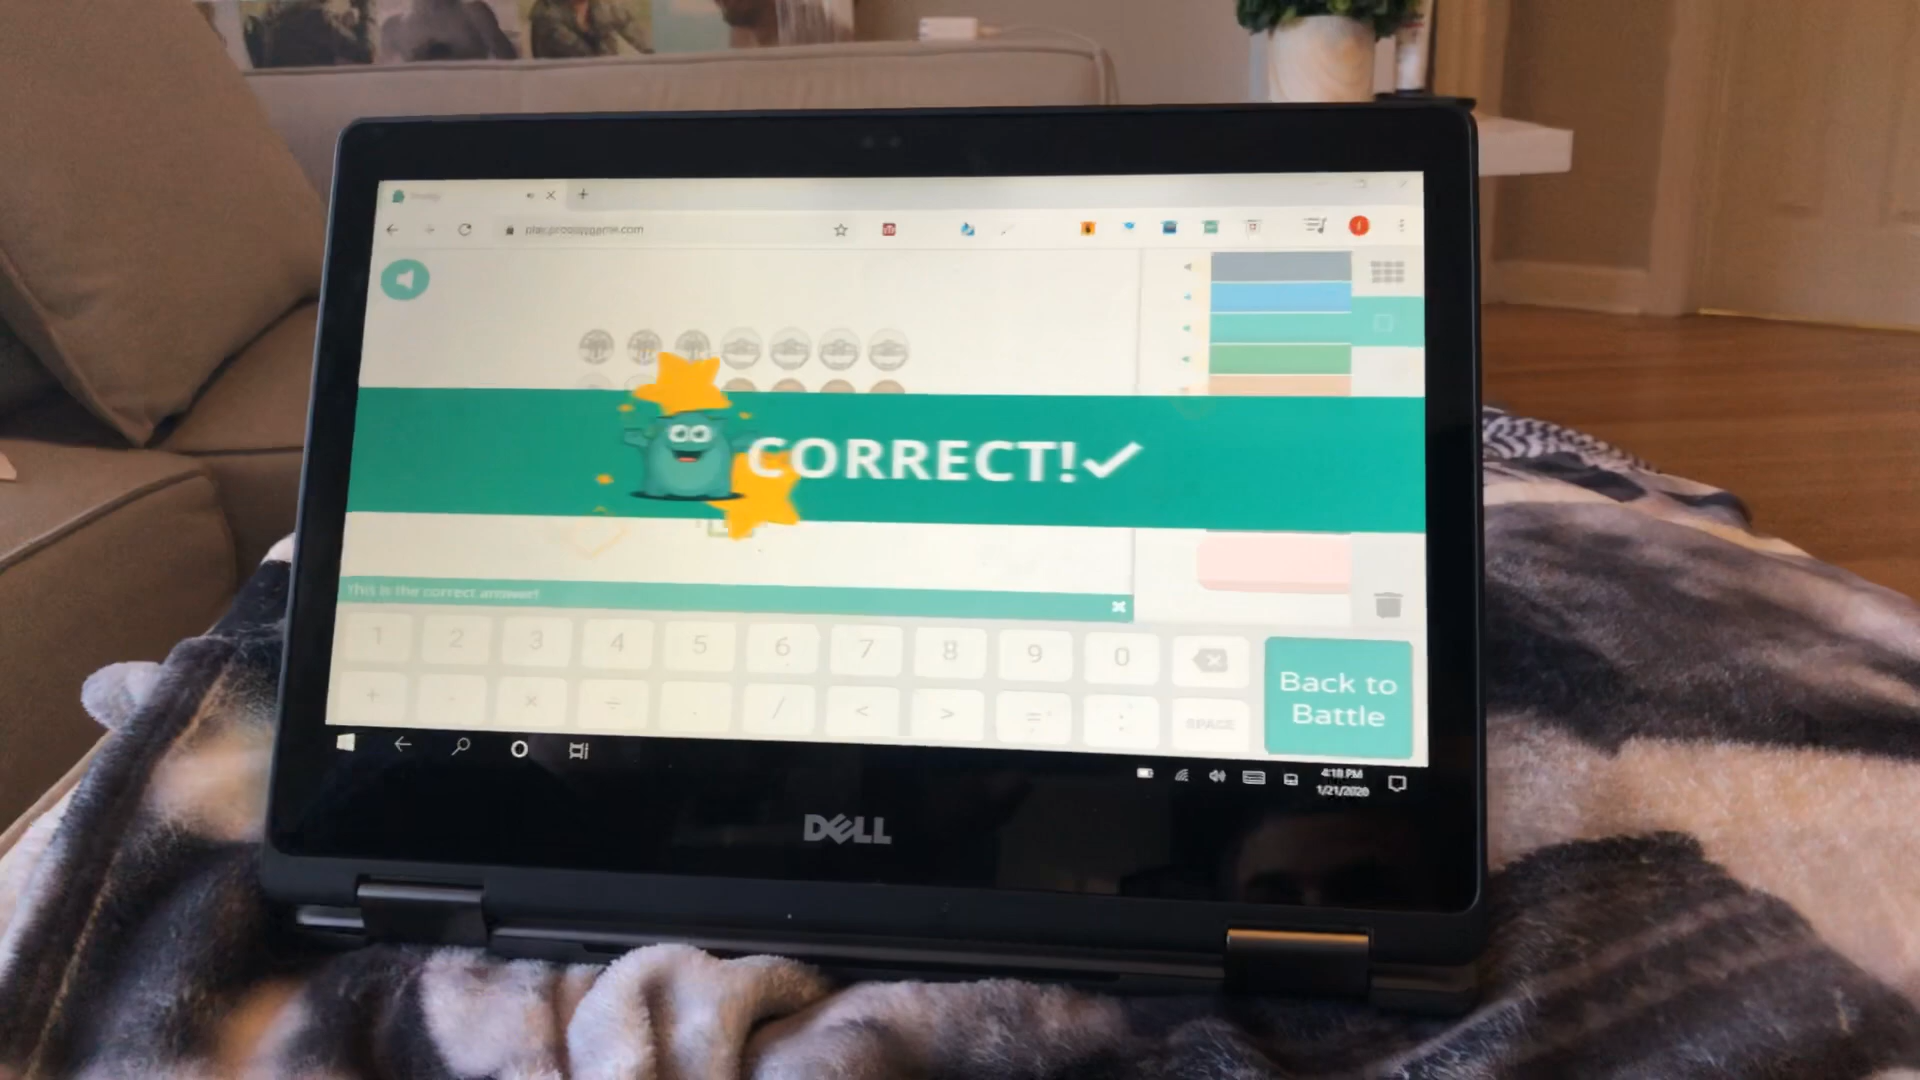 CORRECT!✓
This is the correct answer!
1 2 3 4 5 6 7 8 9 0
+ - × ÷ . / < > = : SPACE
Back to
Battle
4:18 PM
1/21/2020
DELL